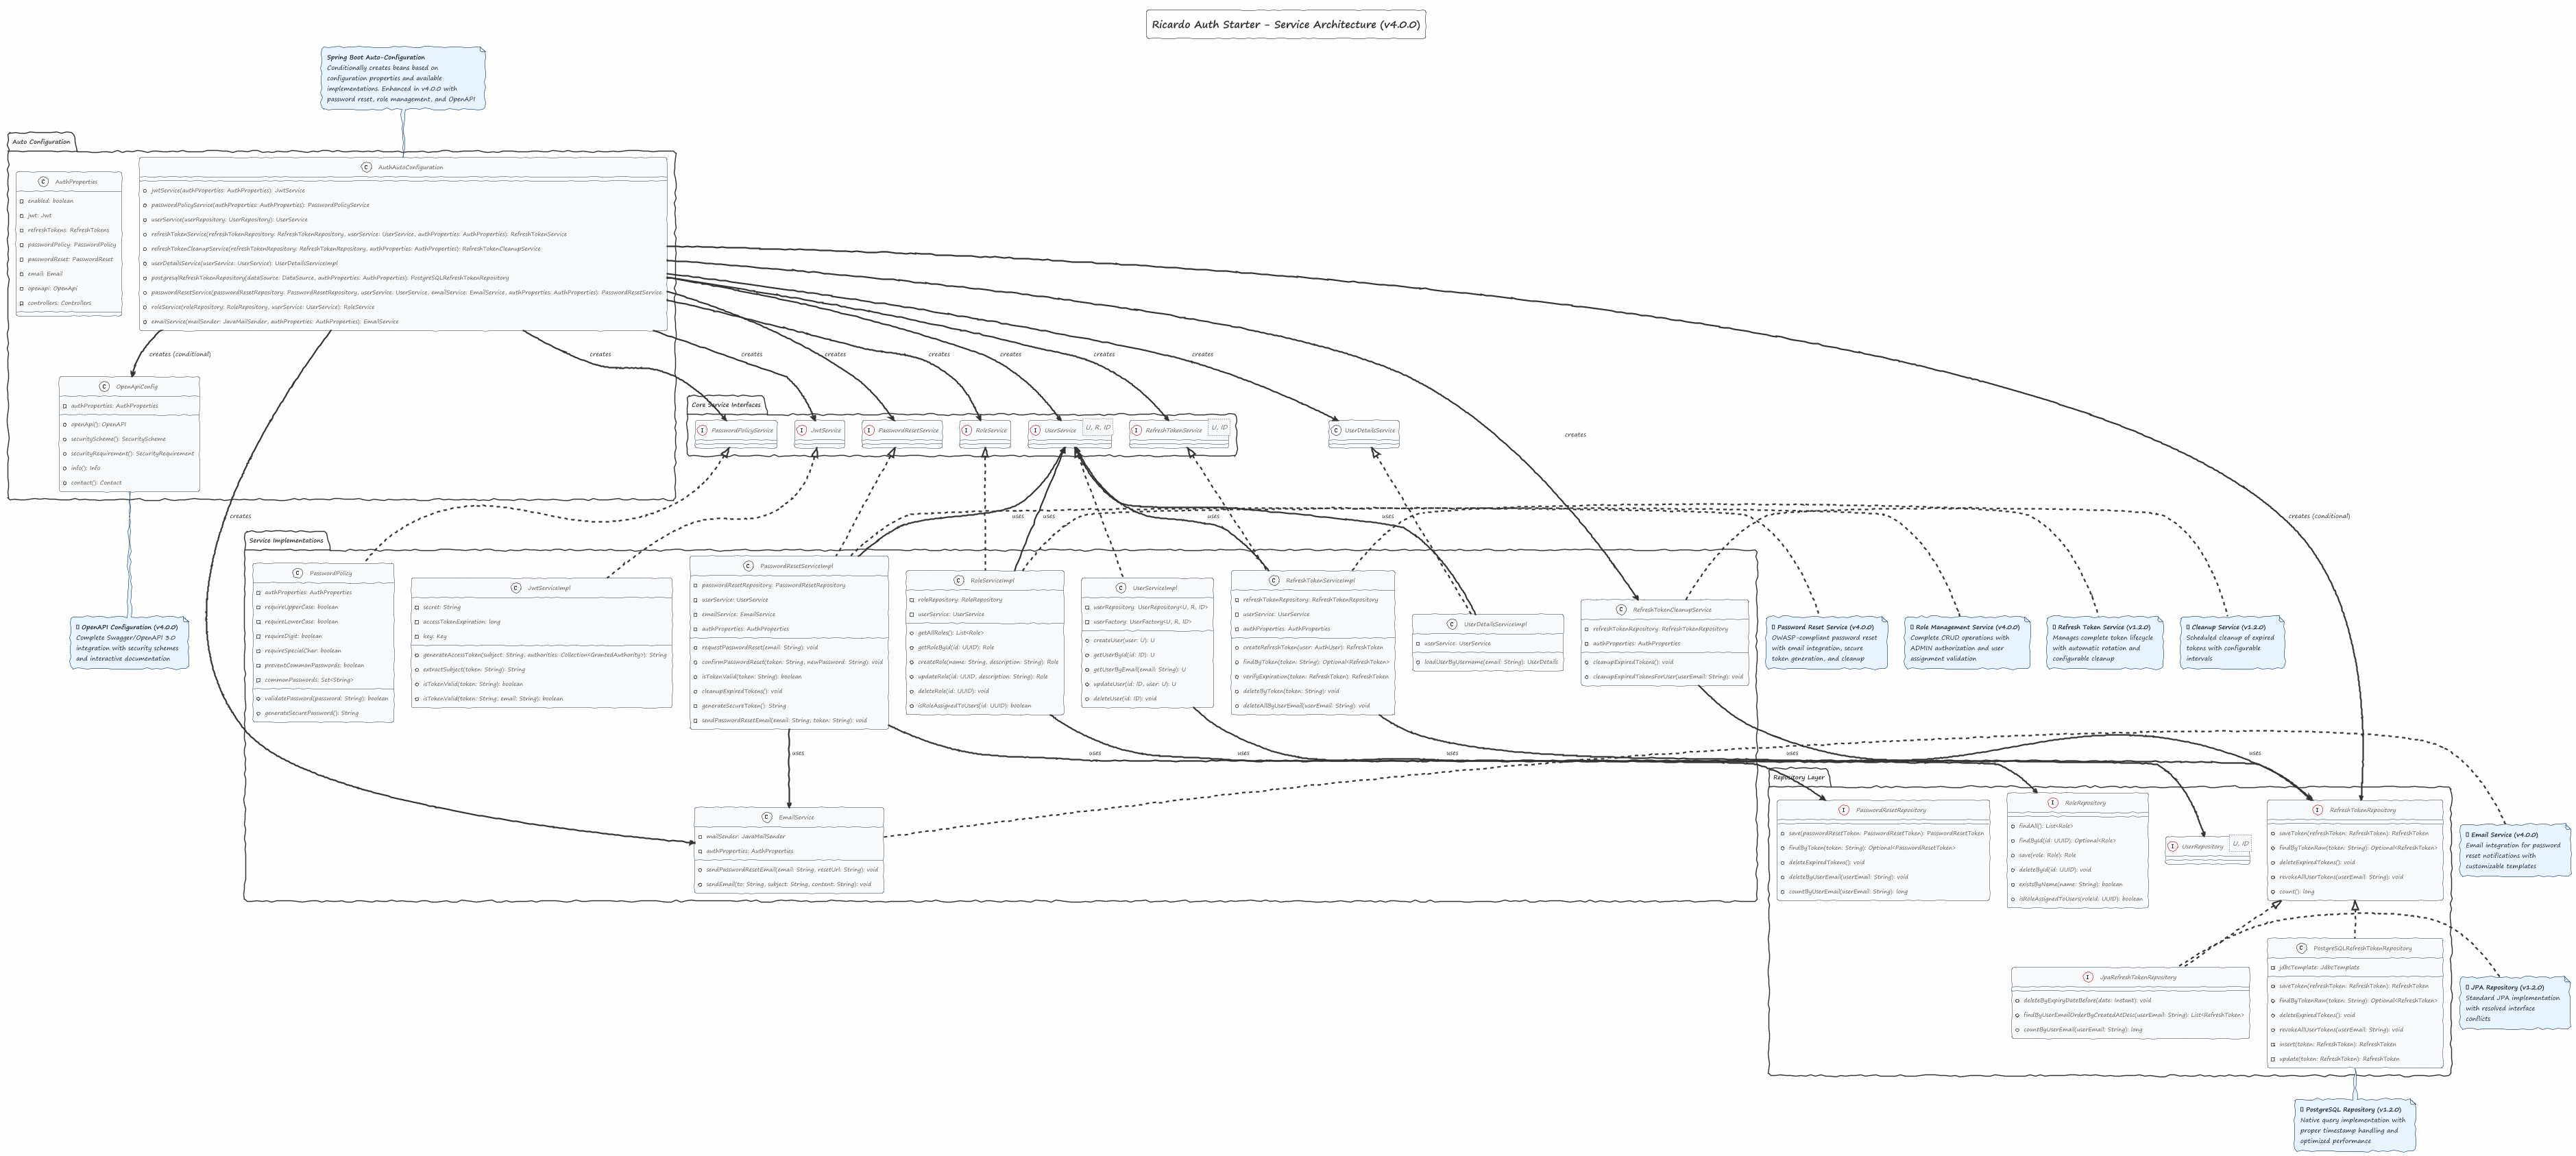 Ricardo Auth Starter - Service Architecture (v4.0.0)
Spring Boot Auto-Configuration
Conditionally creates beans based on
configuration properties and available
implementations. Enhanced in v4.0.0 with
password reset, role management, and OpenAPI
Auto Configuration
C AuthProperties
enabled: boolean
jwt: Jwt
refreshTokens: RefreshTokens
passwordPolicy: PasswordPolicy
passwordReset: PasswordReset
email: Email
openapi: OpenApi
controllers: Controllers
C AuthAutoConfiguration
jwtService(authProperties: AuthProperties): JwtService
passwordPolicyService(authProperties: AuthProperties): PasswordPolicyService
userService(userRepository: UserRepository): UserService
refreshTokenService(refreshTokenRepository: RefreshTokenRepository, userService: UserService, authProperties: AuthProperties): RefreshTokenService
refreshTokenCleanupService(refreshTokenRepository: RefreshTokenRepository, authProperties: AuthProperties): RefreshTokenCleanupService
userDetailsService(userService: UserService): UserDetailsServiceImpl
postgresqlRefreshTokenRepository(dataSource: DataSource, authProperties: AuthProperties): PostgreSQLRefreshTokenRepository
passwordResetService(passwordResetRepository: PasswordResetRepository, userService: UserService, emailService: EmailService, authProperties: AuthProperties): PasswordResetService
roleService(roleRepository: RoleRepository, userService: UserService): RoleService
emailService(mailSender: JavaMailSender, authProperties: AuthProperties): EmailService
creates (conditional)
creates
creates
creates
creates
creates
creates
creates
C OpenApiConfig
authProperties: AuthProperties
openApi(): OpenAPI
securityScheme(): SecurityScheme
securityRequirement(): SecurityRequirement
info(): Info
contact(): Contact
Core Service Interfaces
I PasswordPolicyService
I JwtService
I PasswordResetService
I RoleService
I UserService
U, R, ID
I RefreshTokenService
U, ID
C UserDetailsService
creates
creates
uses
uses
uses
creates (conditional)
Service Implementations
C PasswordPolicy
authProperties: AuthProperties
requireUpperCase: boolean
requireLowerCase: boolean
requireDigit: boolean
requireSpecialChar: boolean
preventCommonPasswords: boolean
commonPasswords: Set<String>
validatePassword(password: String): boolean
generateSecurePassword(): String
C JwtServiceImpl
secret: String
accessTokenExpiration: long
key: Key
generateAccessToken(subject: String, authorities: Collection<GrantedAuthority>): String
extractSubject(token: String): String
isTokenValid(token: String): boolean
isTokenValid(token: String, email: String): boolean
C PasswordResetServiceImpl
passwordResetRepository: PasswordResetRepository
userService: UserService
emailService: EmailService
authProperties: AuthProperties
requestPasswordReset(email: String): void
confirmPasswordReset(token: String, newPassword: String): void
isTokenValid(token: String): boolean
cleanupExpiredTokens(): void
generateSecureToken(): String
sendPasswordResetEmail(email: String, token: String): void
C RoleServiceImpl
roleRepository: RoleRepository
userService: UserService
getAllRoles(): List<Role>
getRoleById(id: UUID): Role
createRole(name: String, description: String): Role
updateRole(id: UUID, description: String): Role
deleteRole(id: UUID): void
isRoleAssignedToUsers(id: UUID): boolean
C UserServiceImpl
userRepository: UserRepository<U, R, ID>
userFactory: UserFactory<U, R, ID>
createUser(user: U): U
getUserById(id: ID): U
getUserByEmail(email: String): U
updateUser(id: ID, user: U): U
deleteUser(id: ID): void
C RefreshTokenServiceImpl
refreshTokenRepository: RefreshTokenRepository
userService: UserService
authProperties: AuthProperties
createRefreshToken(user: AuthUser): RefreshToken
findByToken(token: String): Optional<RefreshToken>
verifyExpiration(token: RefreshToken): RefreshToken
deleteByToken(token: String): void
deleteAllByUserEmail(userEmail: String): void
C UserDetailsServiceImpl
userService: UserService
loadUserByUsername(email: String): UserDetails
C RefreshTokenCleanupService
refreshTokenRepository: RefreshTokenRepository
authProperties: AuthProperties
cleanupExpiredTokens(): void
cleanupExpiredTokensForUser(userEmail: String): void
OpenAPI Configuration (v4.0.0)
Complete Swagger/OpenAPI 3.0
integration with security schemes
and interactive documentation
Password Reset Service (v4.0.0)
OWASP-compliant password reset
with email integration, secure
token generation, and cleanup
Role Management Service (v4.0.0)
Complete CRUD operations with
ADMIN authorization and user
assignment validation
Refresh Token Service (v1.2.0)
Manages complete token lifecycle
with automatic rotation and
configurable cleanup
Cleanup Service (v1.2.0)
Scheduled cleanup of expired
tokens with configurable
intervals
uses
uses
uses
uses
uses
uses
C EmailService
mailSender: JavaMailSender
authProperties: AuthProperties
sendPasswordResetEmail(email: String, resetUrl: String): void
sendEmail(to: String, subject: String, content: String): void
Repository Layer
I PasswordResetRepository
save(passwordResetToken: PasswordResetToken): PasswordResetToken
findByToken(token: String): Optional<PasswordResetToken>
deleteExpiredTokens(): void
deleteByUserEmail(userEmail: String): void
countByUserEmail(userEmail: String): long
I RoleRepository
findAll(): List<Role>
findById(id: UUID): Optional<Role>
save(role: Role): Role
deleteById(id: UUID): void
existsByName(name: String): boolean
isRoleAssignedToUsers(roleId: UUID): boolean
I UserRepository
U, ID
I RefreshTokenRepository
saveToken(refreshToken: RefreshToken): RefreshToken
findByTokenRaw(token: String): Optional<RefreshToken>
deleteExpiredTokens(): void
revokeAllUserTokens(userEmail: String): void
count(): long
Email Service (v4.0.0)
Email integration for password
reset notifications with
customizable templates
I JpaRefreshTokenRepository
deleteByExpiryDateBefore(date: Instant): void
findByUserEmailOrderByCreatedAtDesc(userEmail: String): List<RefreshToken>
countByUserEmail(userEmail: String): long
C PostgreSQLRefreshTokenRepository
jdbcTemplate: JdbcTemplate
saveToken(refreshToken: RefreshToken): RefreshToken
findByTokenRaw(token: String): Optional<RefreshToken>
deleteExpiredTokens(): void
revokeAllUserTokens(userEmail: String): void
insert(token: RefreshToken): RefreshToken
update(token: RefreshToken): RefreshToken
JPA Repository (v1.2.0)
Standard JPA implementation
with resolved interface
conflicts
PostgreSQL Repository (v1.2.0)
Native query implementation with
proper timestamp handling and
optimized performance